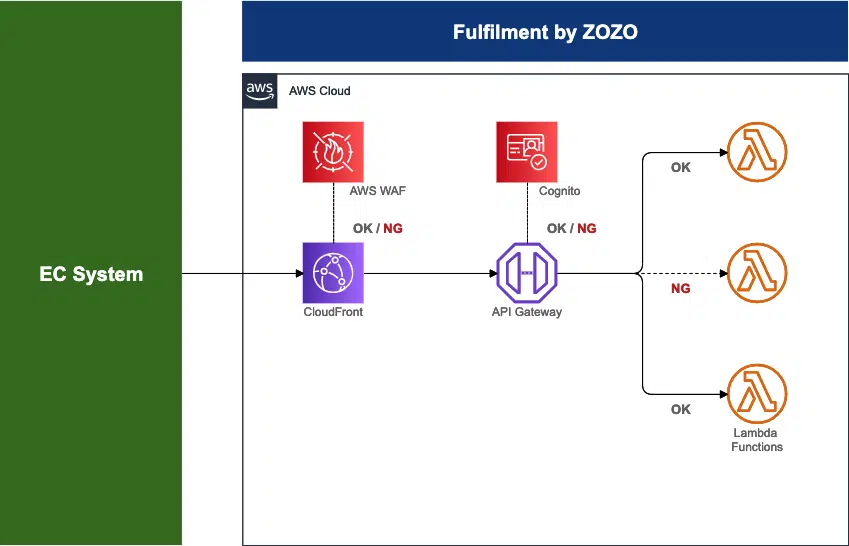 Fulfilment by ZOZO
aws
AWS Cloud
AWS WAF
Cognito
OK / NG
OK / NG
OK
EC System
NG
CloudFront
API Gateway
OK
Lambda
Functions